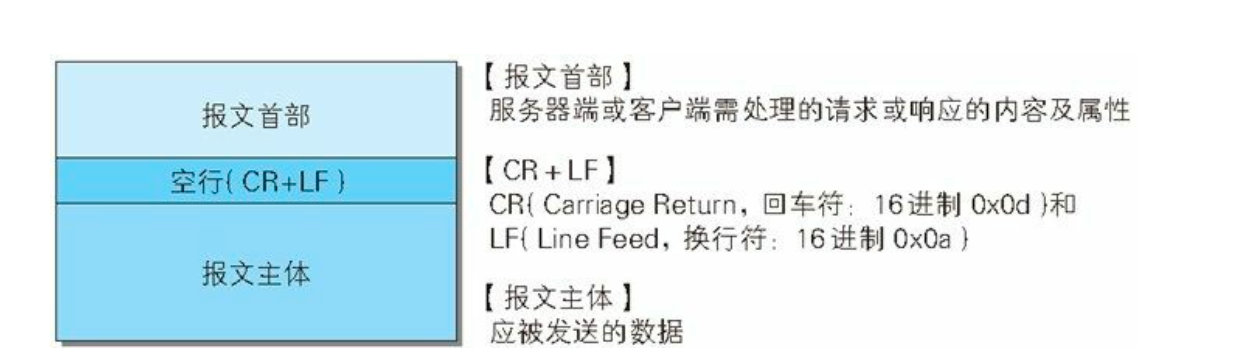 报文首部
空行( CR+LF )
报文主体
【报文首部】
服务器端或客户端需处理的请求或响应的内容及属性
【CR + LF】
CR( Carriage Return，回车符：16进制 0x0d )和
LF( Line Feed，换行符：16进制 0x0a )
【报文主体】
应被发送的数据